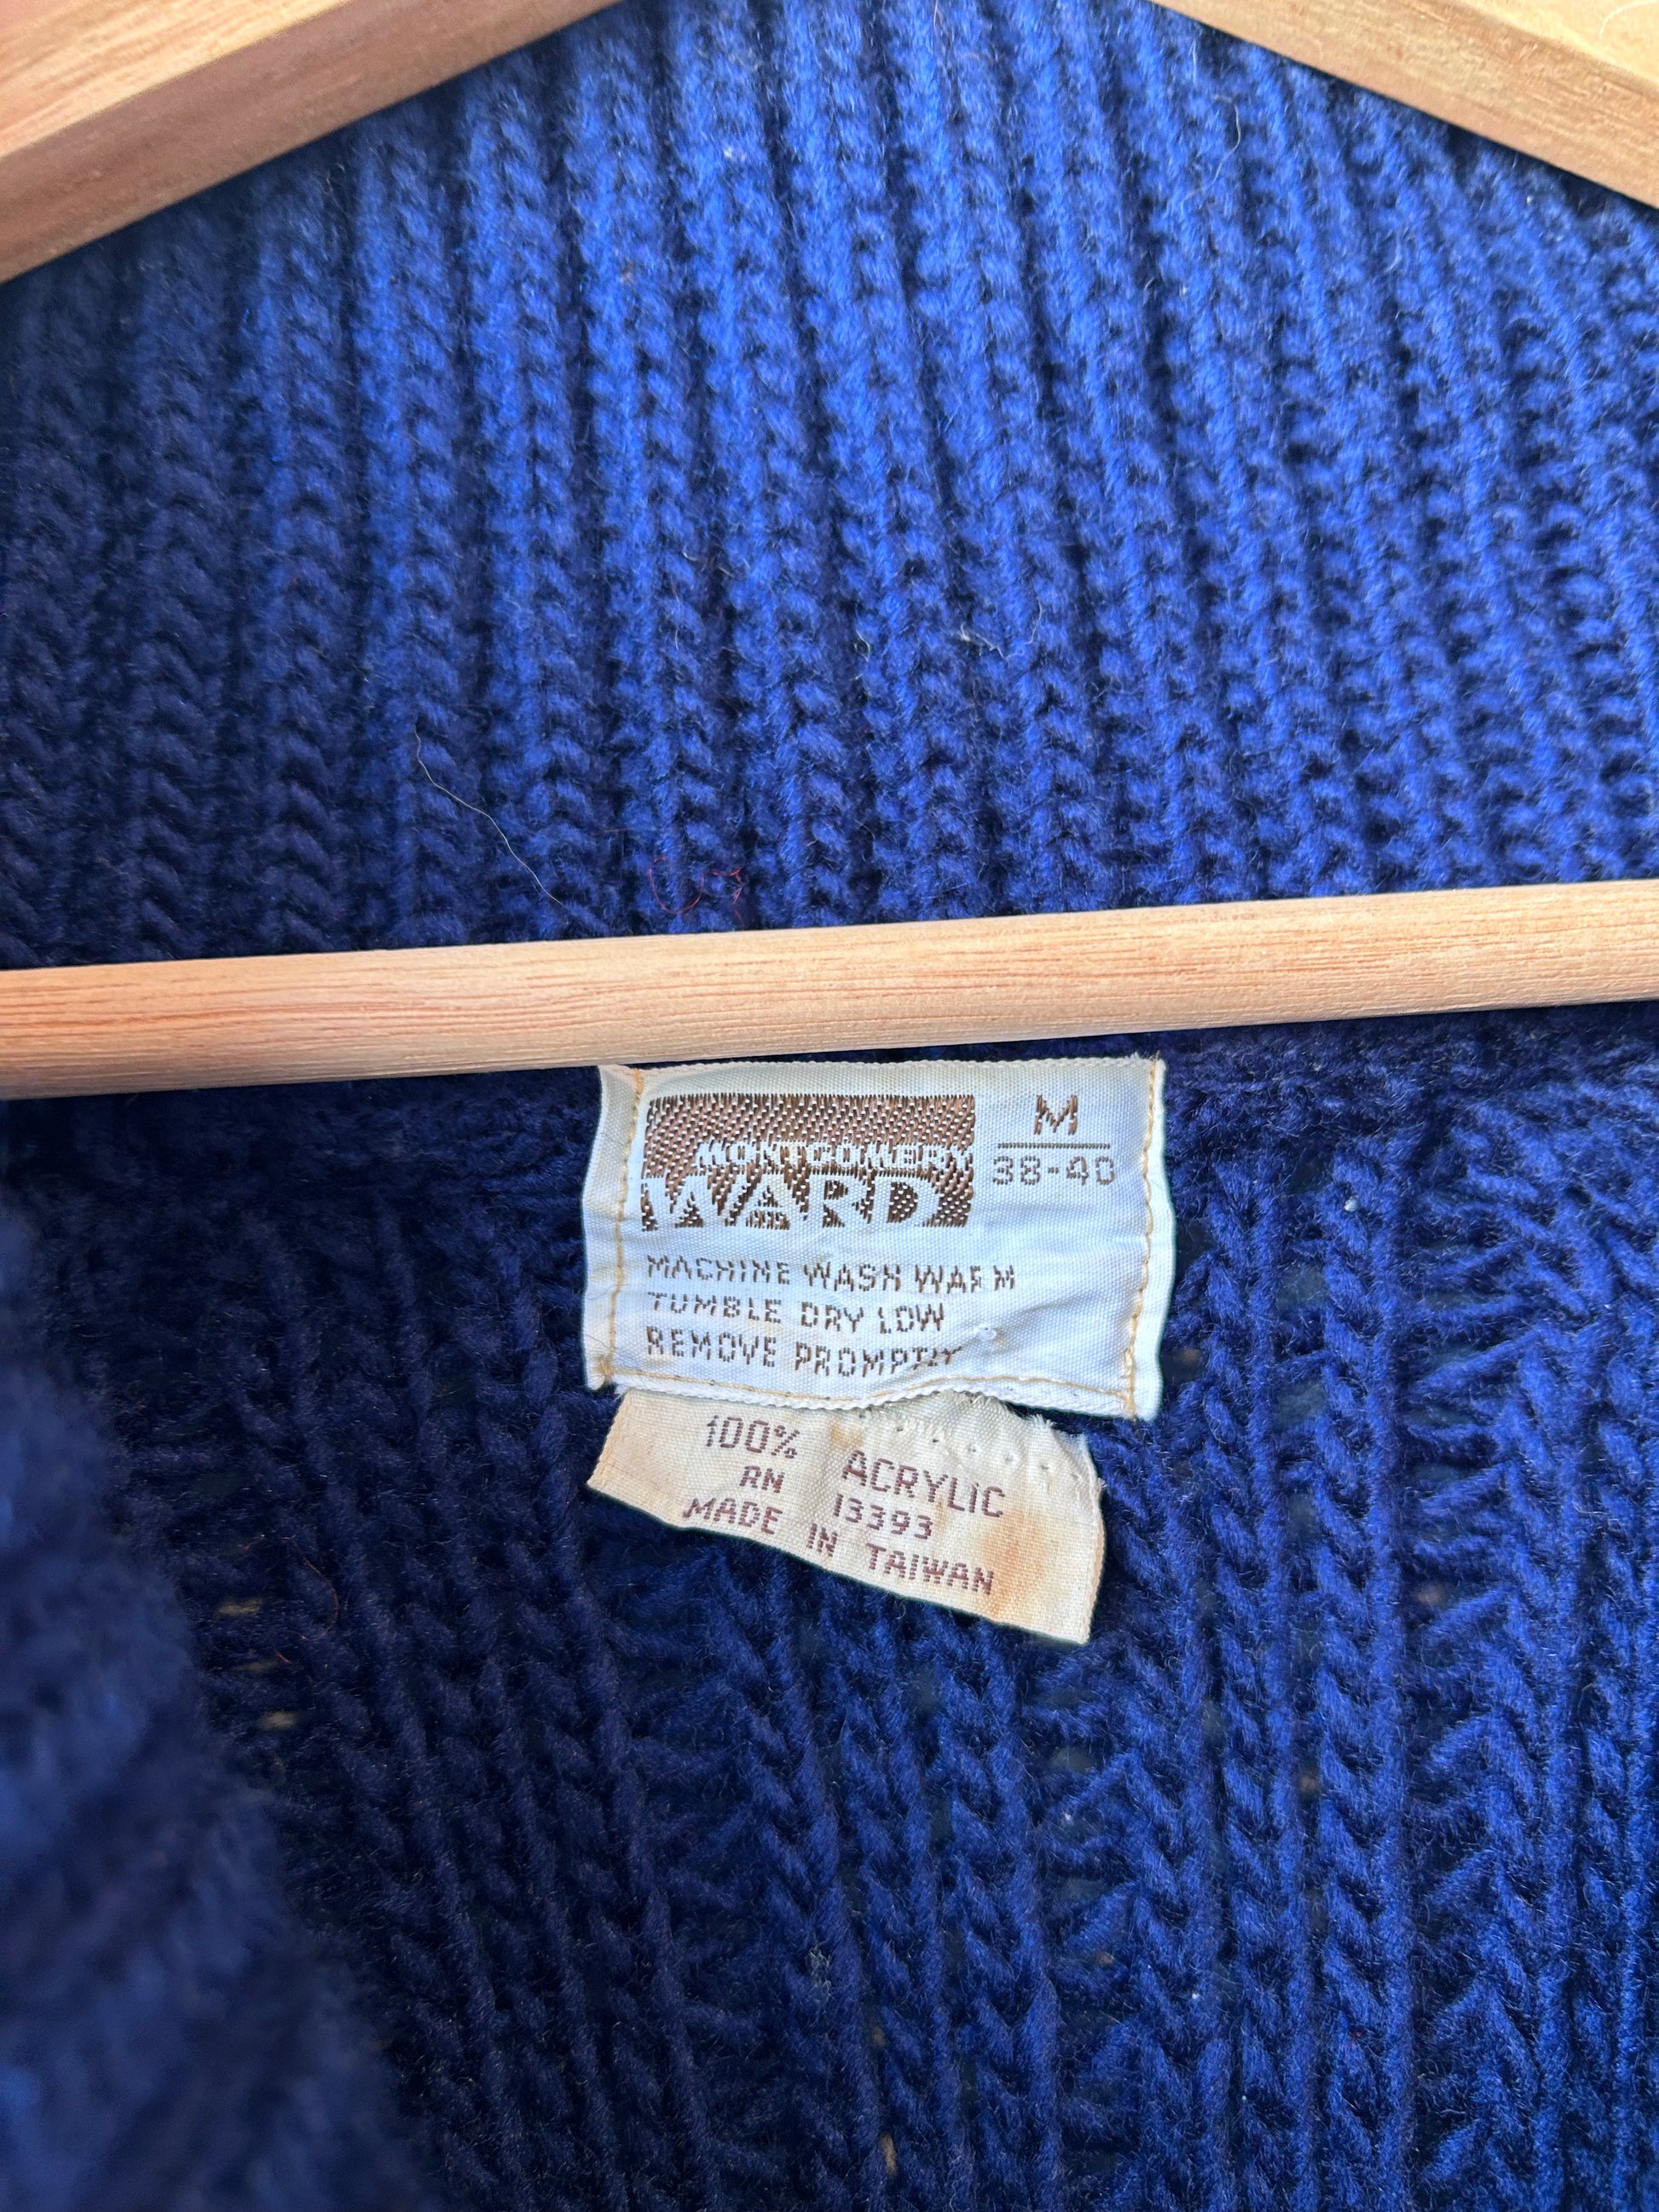 MONTGOMERY
WARD
M
38-40
MACHINE WASH WARM
TUMBLE DRY LOW
REMOVE PROMPTLY
100% ACRYLIC
RN 13393
MADE IN TAIWAN